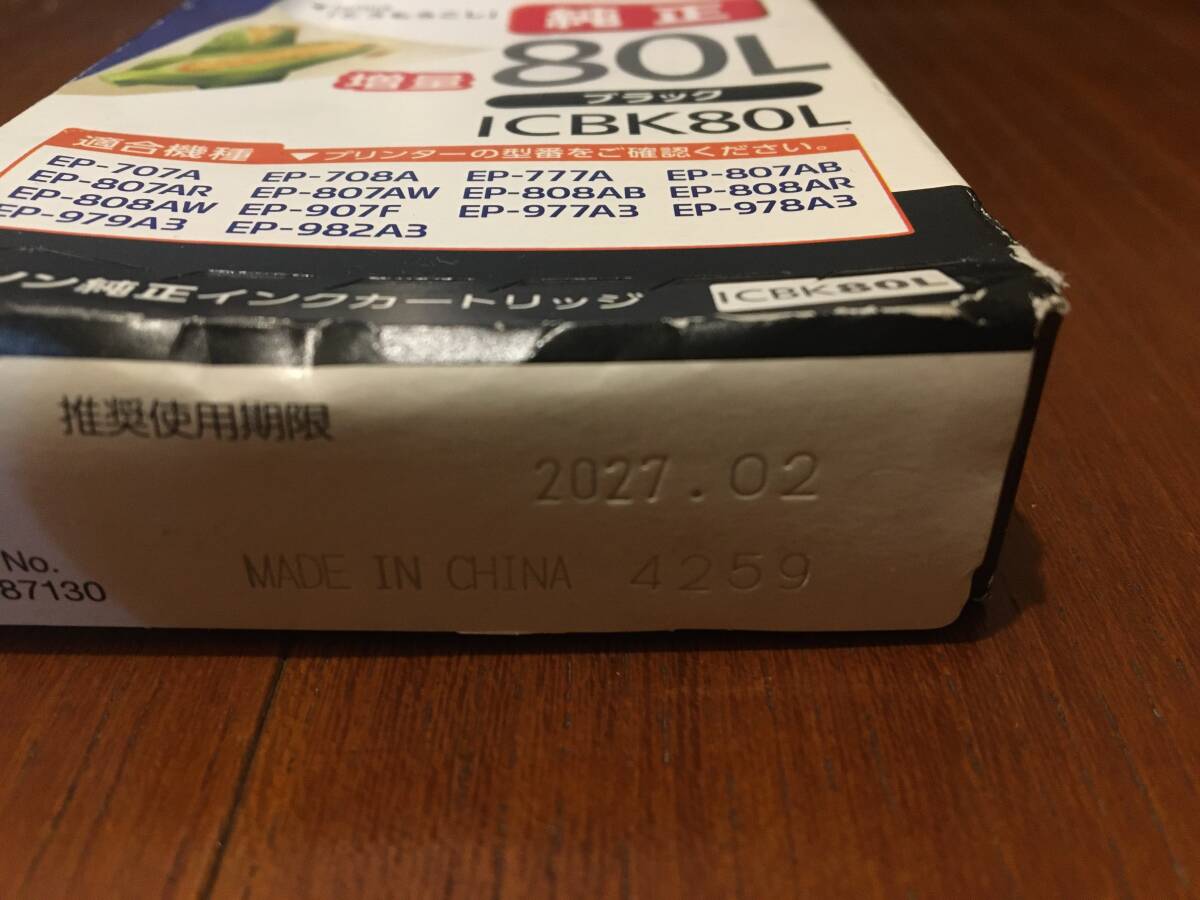 純正
80L
増量
ブラック
ICBK80L
適合機種 ▼プリンターの型番をご確認ください。
EP-707A EP-708A EP-777A EP-807AB
EP-807AR EP-807AW EP-808AB EP-808AR
EP-808AW EP-907F EP-977A3 EP-978A3
EP-979A3 EP-982A3
ソン純正インクカートリッジ ICBK80L
推奨使用期限
2027.02
No.
87130
MADE IN CHINA 4259